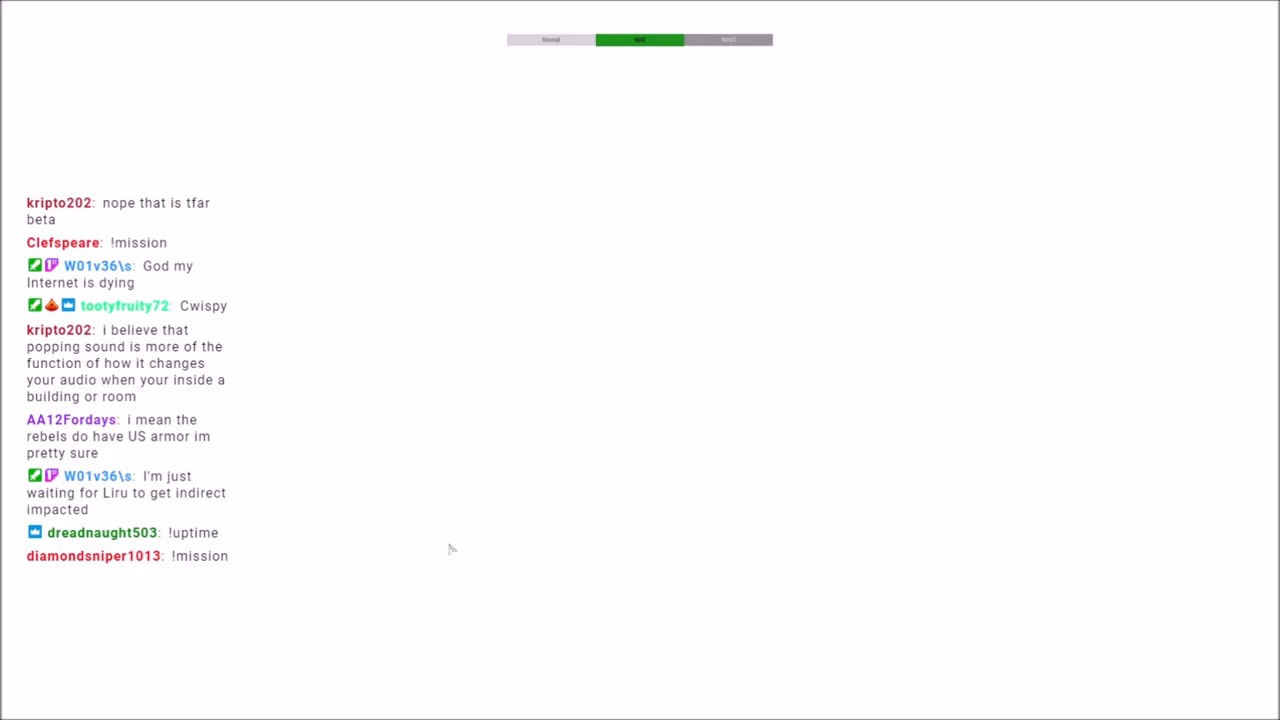 Normal
kripto202: nope that is tfar
beta
Clefspeare: !mission
W01v36\s: God my
Internet is dying
tootyfruity72: Cwispy
kripto202: i believe that
popping sound is more of the
function of how it changes
your audio when your inside a
building or room
AA12Fordays: i mean the
rebels do have US armor im
pretty sure
W01v36\s: I'm just
waiting for Liru to get indirect
impacted
dreadnaught503: !uptime
diamondsniper1013: !mission